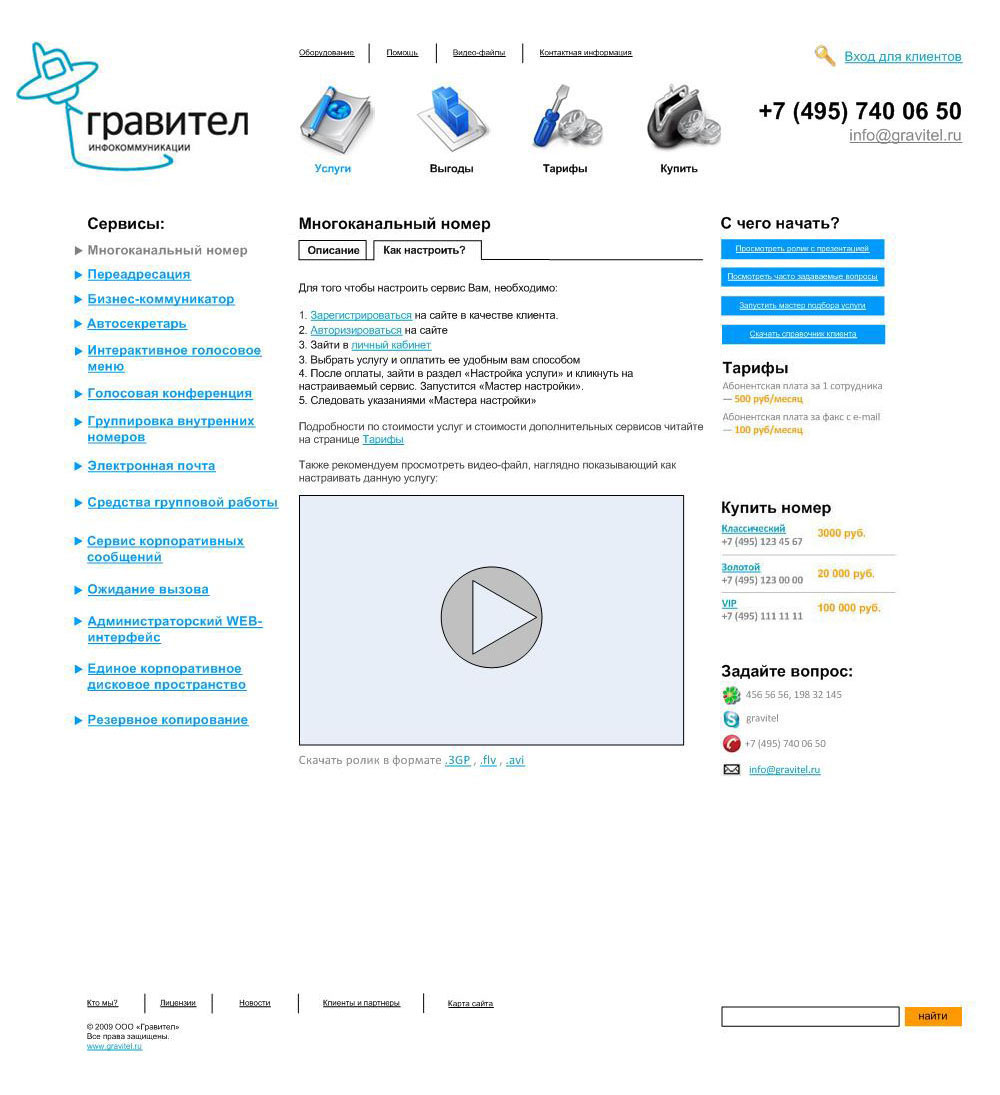 Оборудование
Помощь
Видео-файлы
Контактная информация
Вход для клиентов
гравител
ИНФОКОММУНИКАЦИИ
Услуги
Выгоды
Тарифы
Купить
+7 (495) 740 06 50
info@gravitel.ru
Сервисы:
Многоканальный номер
Переадресация
Бизнес-коммуникатор
Автосекретарь
Интерактивное голосовое
меню
Голосовая конференция
Группировка внутренних
номеров
Электронная почта
Средства групповой работы
Сервис корпоративных
сообщений
Ожидание вызова
Администраторский WEB-
интерфейс
Единое корпоративное
дисковое пространство
Резервное копирование
Многоканальный номер
Описание
Как настроить?
Для того чтобы настроить сервис Вам, необходимо:
1. Зарегистрироваться на сайте в качестве клиента.
2. Авторизироваться на сайте
3. Зайти в личный кабинет
3. Выбрать услугу и оплатить ее удобным вам способом
4. После оплаты, зайти в раздел «Настройка услуги» и кликнуть на
настраиваемый сервис. Запустится «Мастер настройки».
5. Следовать указаниями «Мастера настройки»
Подробности по стоимости услуг и стоимости дополнительных сервисов читайте
на странице Тарифы
Также рекомендуем просмотреть видео-файл, наглядно показывающий как
настраивать данную услугу:
Скачать ролик в формате .3GP , .flv , .avi
С чего начать?
Просмотреть ролик с презентацией
Посмотреть часто задаваемые вопросы
Запустить мастер подбора услуги
Скачать справочник клиента
Тарифы
Абонентская плата за 1 сотрудника
— 500 руб/месяц
Абонентская плата за факс с e-mail
— 100 руб/месяц
Купить номер
Классический
+7 (495) 123 45 67
3000 руб.
Золотой
+7 (495) 123 00 00
20 000 руб.
VIP
+7 (495) 111 11 11
100 000 руб.
Задайте вопрос:
456 56 56, 198 32 145
gravitel
+7 (495) 740 06 50
info@gravitel.ru
Кто мы?
Лицензии
Новости
Клиенты и партнеры
Карта сайта
найти
© 2009 ООО «Гравител»
Все права защищены.
www.gravitel.ru